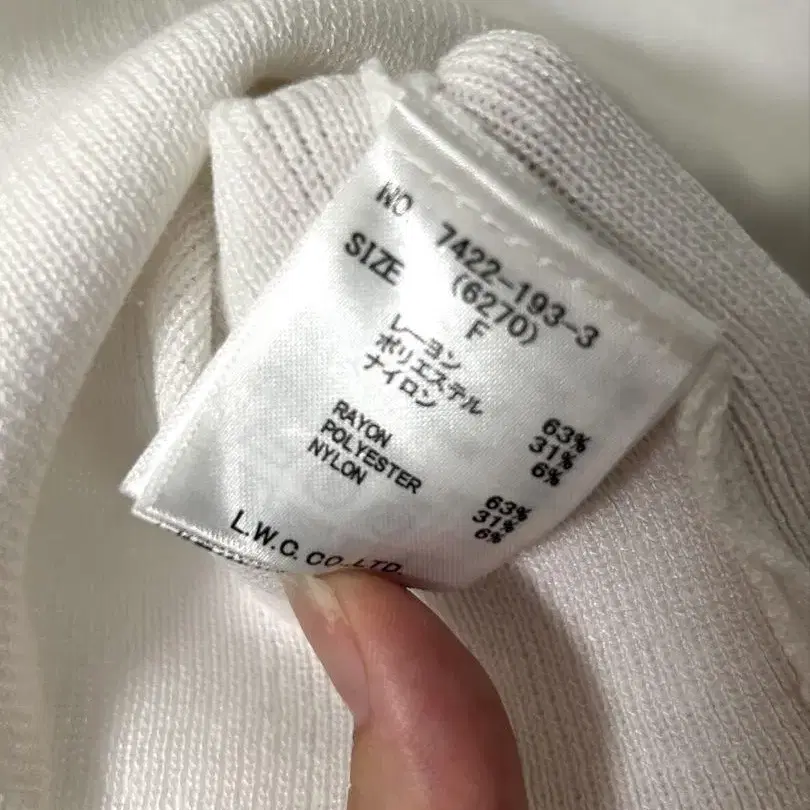 NO 7422-193-3
(6270)
SIZE F
レーヨン 63%
ポリエステル 31%
ナイロン 6%
RAYON 63%
POLYESTER 31%
NYLON 6%
L.W.C. CO.,LTD.